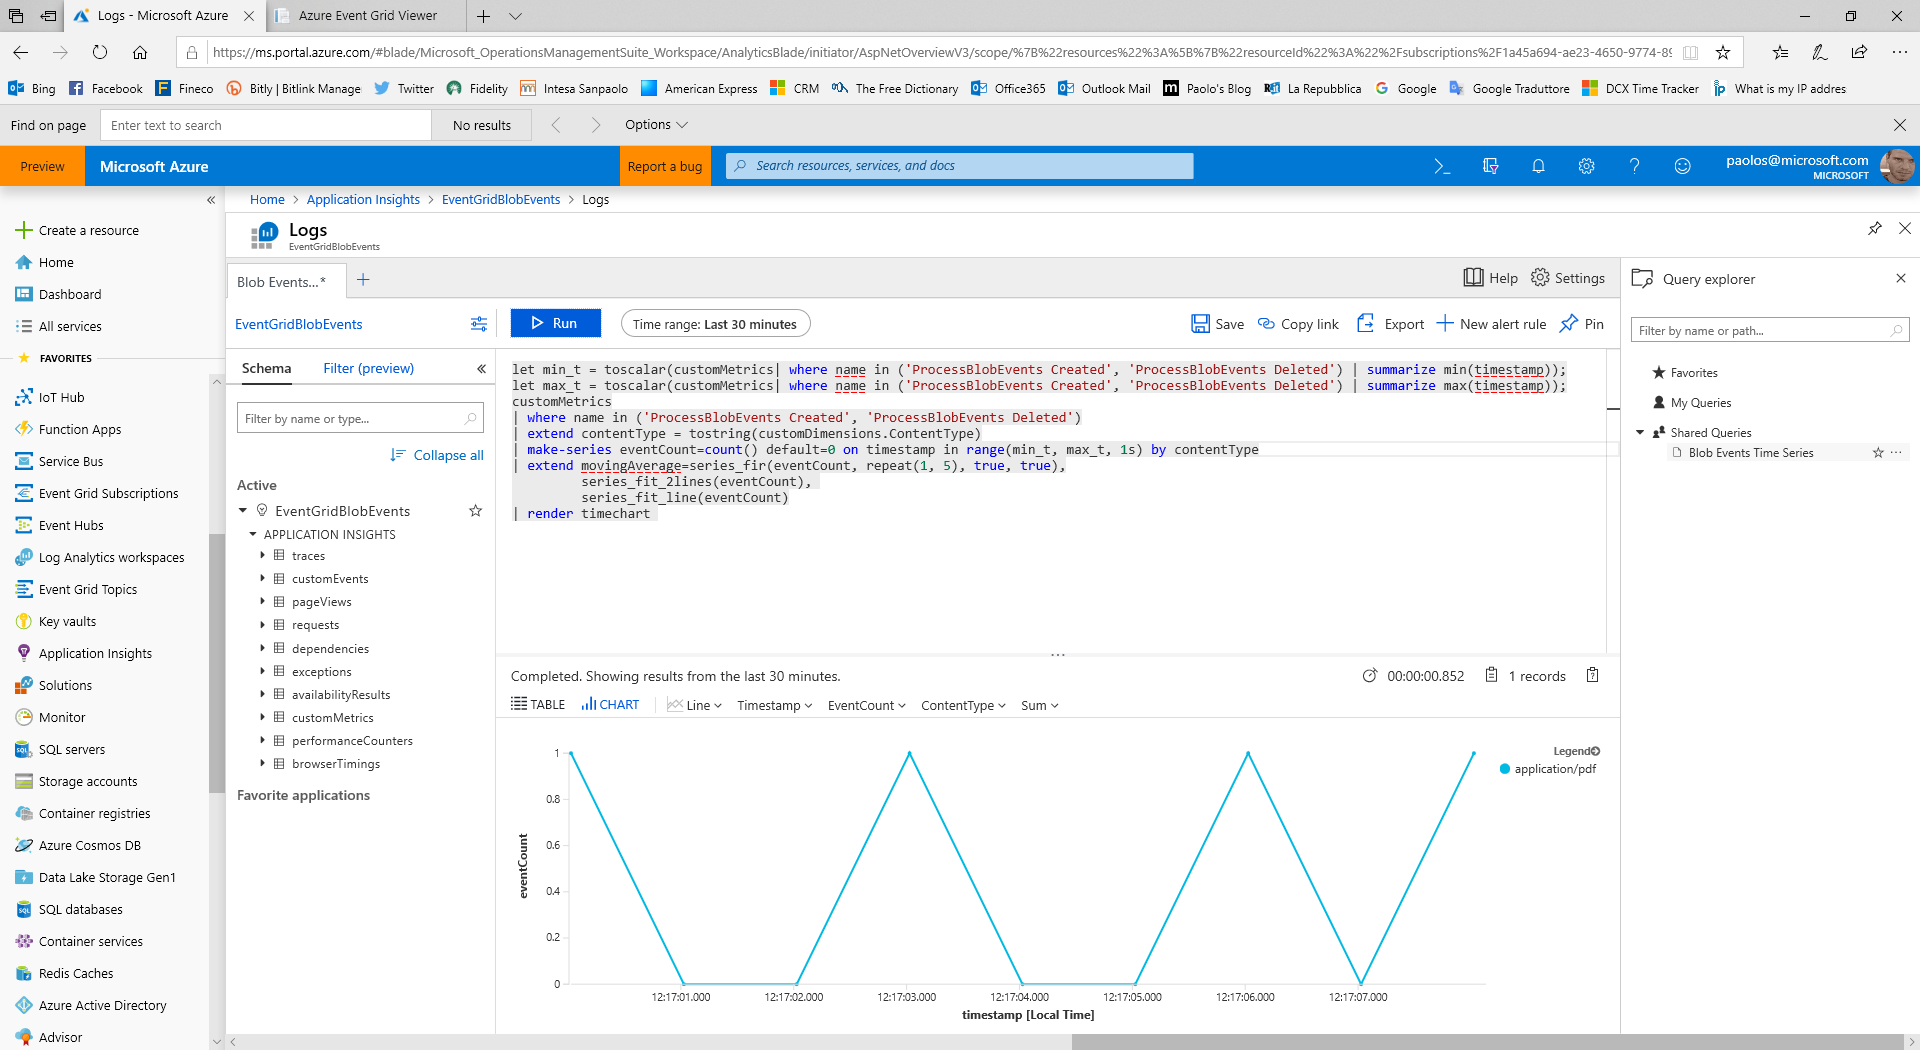 Logs - Microsoft Azure
Azure Event Grid Viewer
https://ms.portal.azure.com/#blade/Microsoft_OperationsManagementSuite_Workspace/AnalyticsBlade/initiator/AspNetOverviewV3/scope/%7B%22resources%22%3A%5B%7B%22resourceId%22%3A%22%2Fsubscriptions%2F1a45a694-ae23-4650-9774-89
Bing Facebook Fineco Bitly | Bitlink Manage Twitter Fidelity Intesa Sanpaolo American Express CRM The Free Dictionary Office365 Outlook Mail Paolo's Blog La Repubblica Google Google Traduttore DCX Time Tracker What is my IP addres
Find on page Enter text to search No results Options
Preview Microsoft Azure Report a bug Search resources, services, and docs paolos@microsoft.com
MICROSOFT
Home > Application Insights > EventGridBlobEvents > Logs
Create a resource
Home
Dashboard
All services
FAVORITES
IoT Hub
Function Apps
Service Bus
Event Grid Subscriptions
Event Hubs
Log Analytics workspaces
Event Grid Topics
Key vaults
Application Insights
Solutions
Monitor
SQL servers
Storage accounts
Container registries
Azure Cosmos DB
Data Lake Storage Gen1
SQL databases
Container services
Redis Caches
Azure Active Directory
Advisor
Logs
EventGridBlobEvents
Blob Events...*
Help Settings
EventGridBlobEvents
Run
Time range: Last 30 minutes
Save Copy link Export New alert rule Pin
Schema Filter (preview)
Filter by name or type...
Collapse all
Active
EventGridBlobEvents
APPLICATION INSIGHTS
traces
customEvents
pageViews
requests
dependencies
exceptions
availabilityResults
customMetrics
performanceCounters
browserTimings
Favorite applications
let min_t = toscalar(customMetrics| where name in ('ProcessBlobEvents Created', 'ProcessBlobEvents Deleted') | summarize min(timestamp));
let max_t = toscalar(customMetrics| where name in ('ProcessBlobEvents Created', 'ProcessBlobEvents Deleted') | summarize max(timestamp));
customMetrics
| where name in ('ProcessBlobEvents Created', 'ProcessBlobEvents Deleted')
| extend contentType = tostring(customDimensions.ContentType)
| make-series eventCount=count() default=0 on timestamp in range(min_t, max_t, 1s) by contentType
| extend movingAverage=series_fir(eventCount, repeat(1, 5), true, true),
series_fit_2lines(eventCount),
series_fit_line(eventCount)
| render timechart
Completed. Showing results from the last 30 minutes.
00:00:00.852 1 records
TABLE CHART Line Timestamp EventCount ContentType Sum
1
0.8
0.6
0.4
0.2
0
eventCount
12:17:01.000 12:17:02.000 12:17:03.000 12:17:04.000 12:17:05.000 12:17:06.000 12:17:07.000
timestamp [Local Time]
Legend
application/pdf
Query explorer
Filter by name or path...
Favorites
My Queries
Shared Queries
Blob Events Time Series